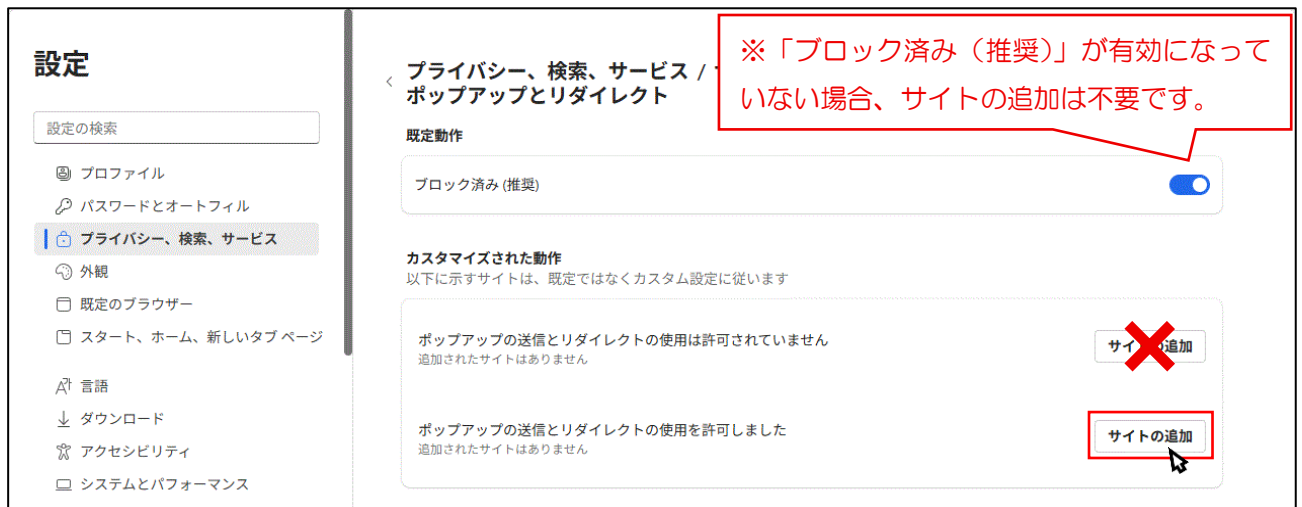 設定
設定の検索
プロファイル
パスワードとオートフィル
プライバシー、検索、サービス
外観
既定のブラウザー
スタート、ホーム、新しいタブ ページ
言語
ダウンロード
アクセシビリティ
システムとパフォーマンス
プライバシー、検索、サービス /
ポップアップとリダイレクト
※「ブロック済み（推奨）」が有効になって
いない場合、サイトの追加は不要です。
既定動作
ブロック済み (推奨)
カスタマイズされた動作
以下に示すサイトは、既定ではなくカスタム設定に従います
ポップアップの送信とリダイレクトの使用は許可されていません
追加されたサイトはありません
サイトの追加
ポップアップの送信とリダイレクトの使用を許可しました
追加されたサイトはありません
サイトの追加